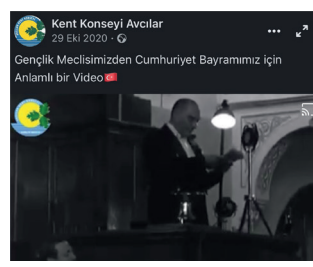 Kent Konseyi Avcılar
29 Eki 2020 ·
Gençlik Meclisimizden Cumhuriyet Bayramımız için
Anlamlı bir Video